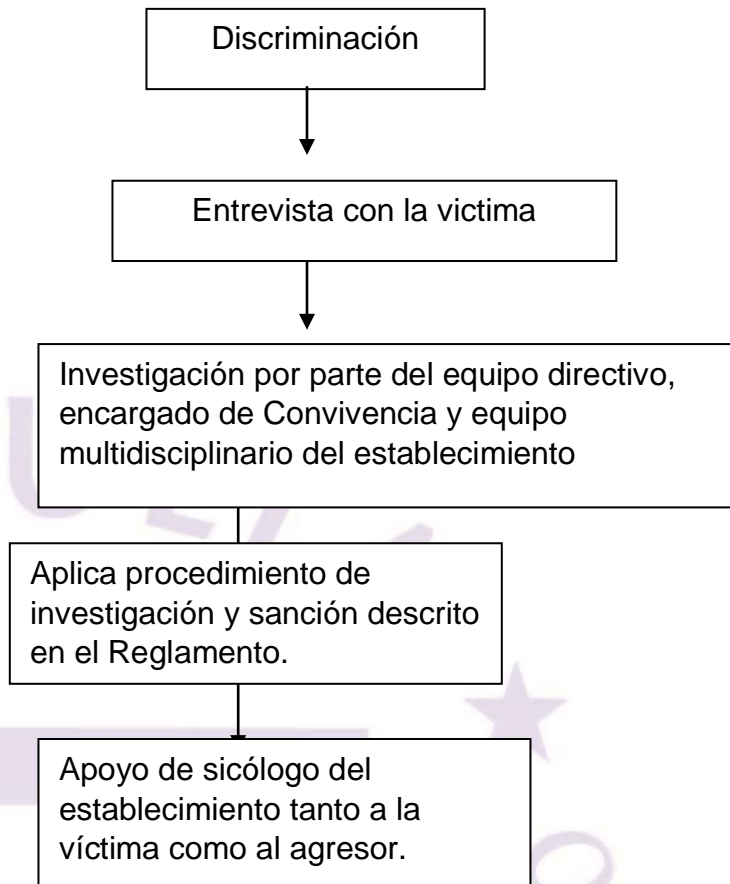 Discriminación
Entrevista con la victima
Investigación por parte del equipo directivo,
encargado de Convivencia y equipo
multidisciplinario del establecimiento
Aplica procedimiento de
investigación y sanción descrito
en el Reglamento.
Apoyo de sicólogo del
establecimiento tanto a la
víctima como al agresor.